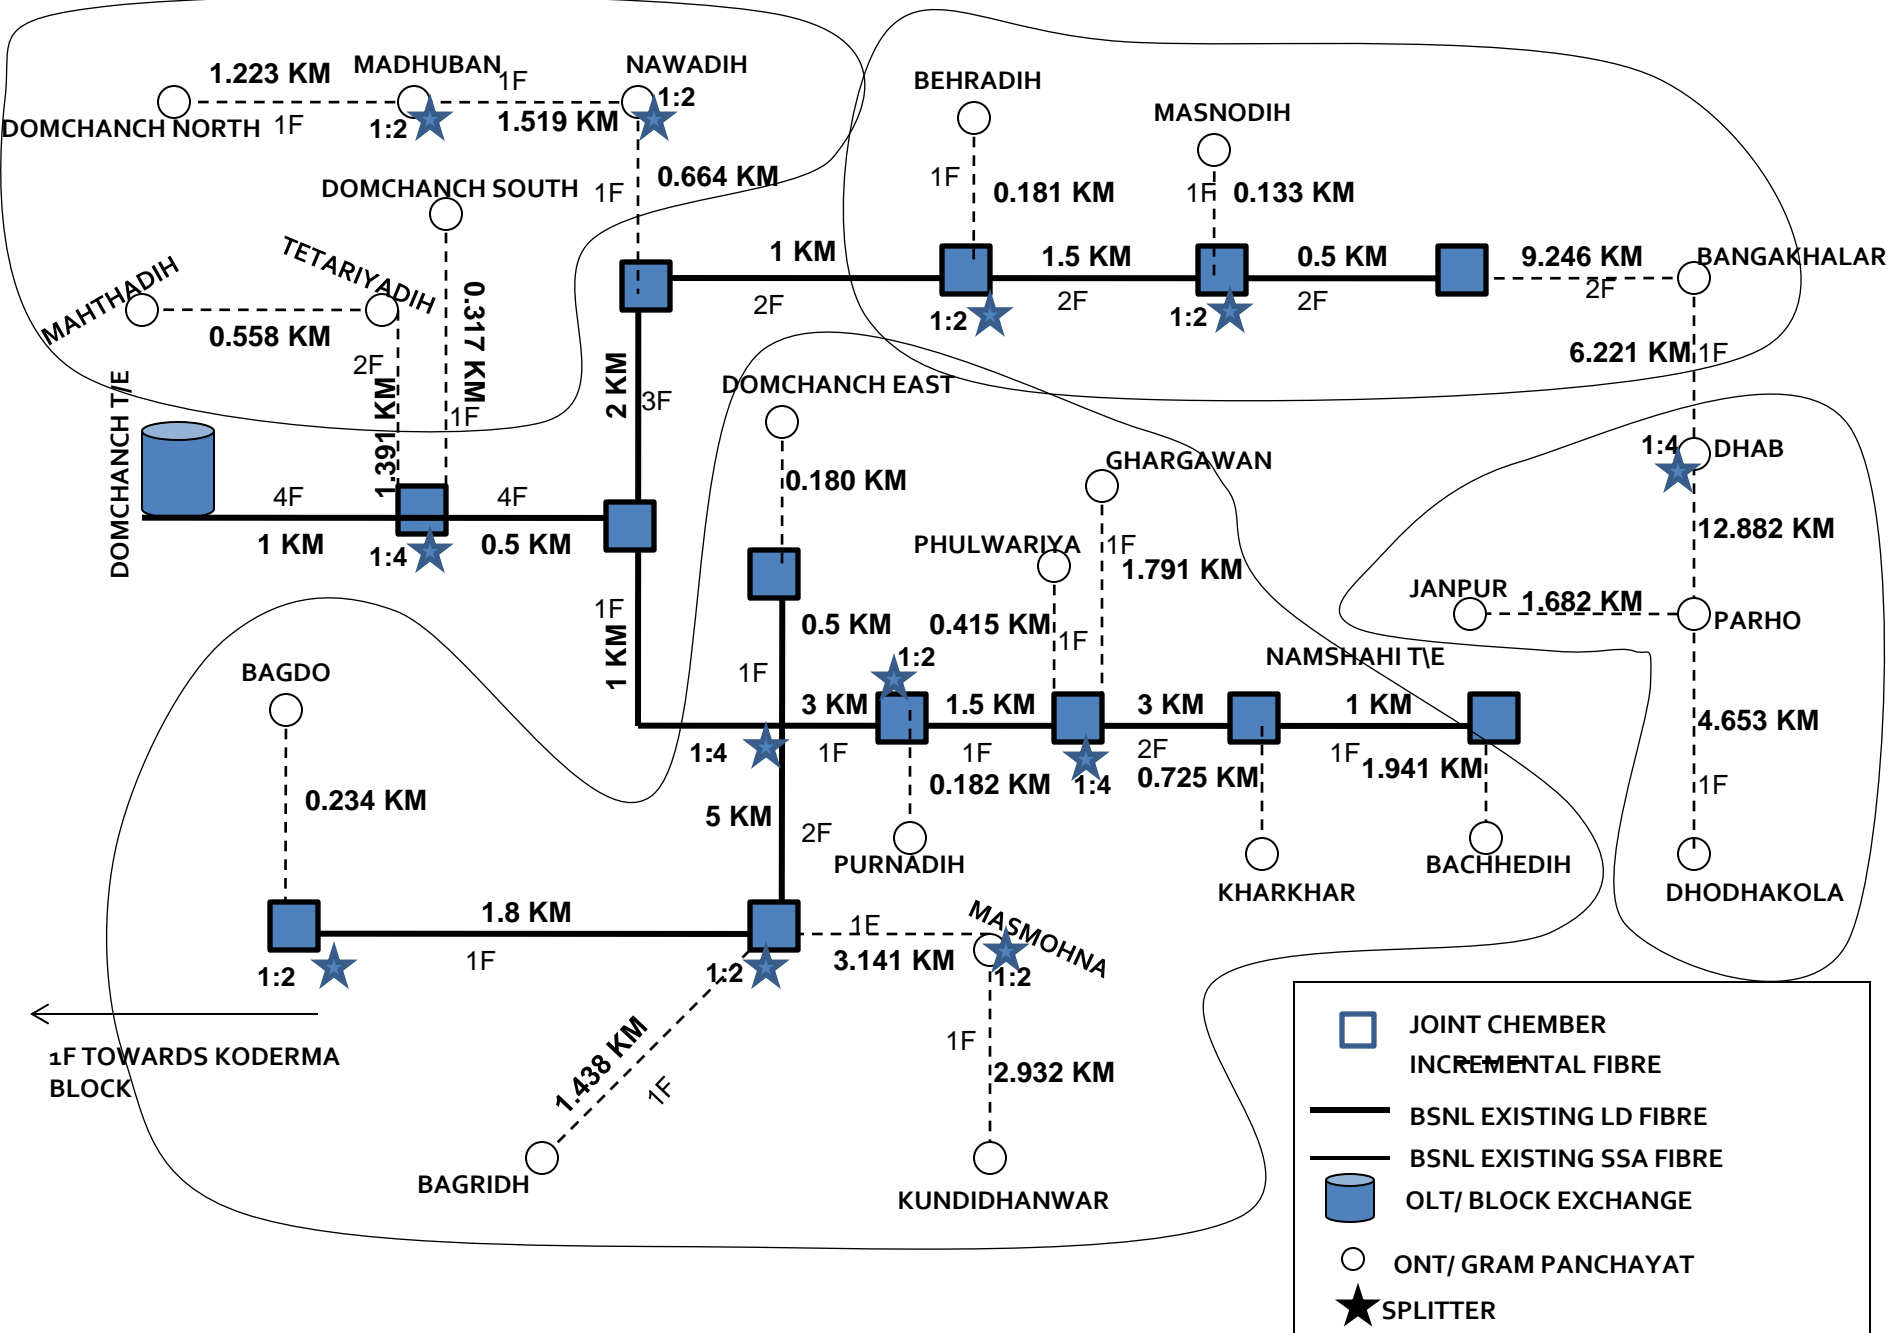 1.223 KM
MADHUBAN
1F
NAWADIH
1:2
DOMCHANCH NORTH
1F
1:2
1.519 KM
DOMCHANCH SOUTH
1F
0.664 KM
BEHRADIH
MASNODIH
1F
0.181 KM
1F
0.133 KM
MAHTHADIH
TETARIYADIH
0.558 KM
2F
1.391 KM
0.317 KM
1F
1 KM
2F
1.5 KM
2F
0.5 KM
2F
9.246 KM
2F
BANGAKHALAR
1:2
1:2
6.221 KM
1F
2 KM
3F
DOMCHANCH T/E
4F
1 KM
1:4
4F
0.5 KM
DOMCHANCH EAST
0.180 KM
GHARGAWAN
PHULWARIYA
1F
1.791 KM
1:4
DHAB
12.882 KM
JANPUR
1.682 KM
PARHO
1F
1 KM
0.5 KM
0.415 KM
1F
1F
1:2
NAMSHAHI T\E
3 KM
1.5 KM
3 KM
1 KM
4.653 KM
1:4
1F
1F
2F
1F
0.182 KM
1:4
0.725 KM
1.941 KM
1F
BAGDO
0.234 KM
5 KM
2F
PURNADIH
KHARKHAR
BACHHEDIH
DHODHAKOLA
1.8 KM
1F
1F
3.141 KM
MASMOHNA
1:2
1:2
1:2
1F TOWARDS KODERMA
BLOCK
1.438 KM
1F
1F
2.932 KM
BAGRIDH
KUNDIDHANWAR
JOINT CHEMBER
INCREMENTAL FIBRE
BSNL EXISTING LD FIBRE
BSNL EXISTING SSA FIBRE
OLT/ BLOCK EXCHANGE
ONT/ GRAM PANCHAYAT
SPLITTER